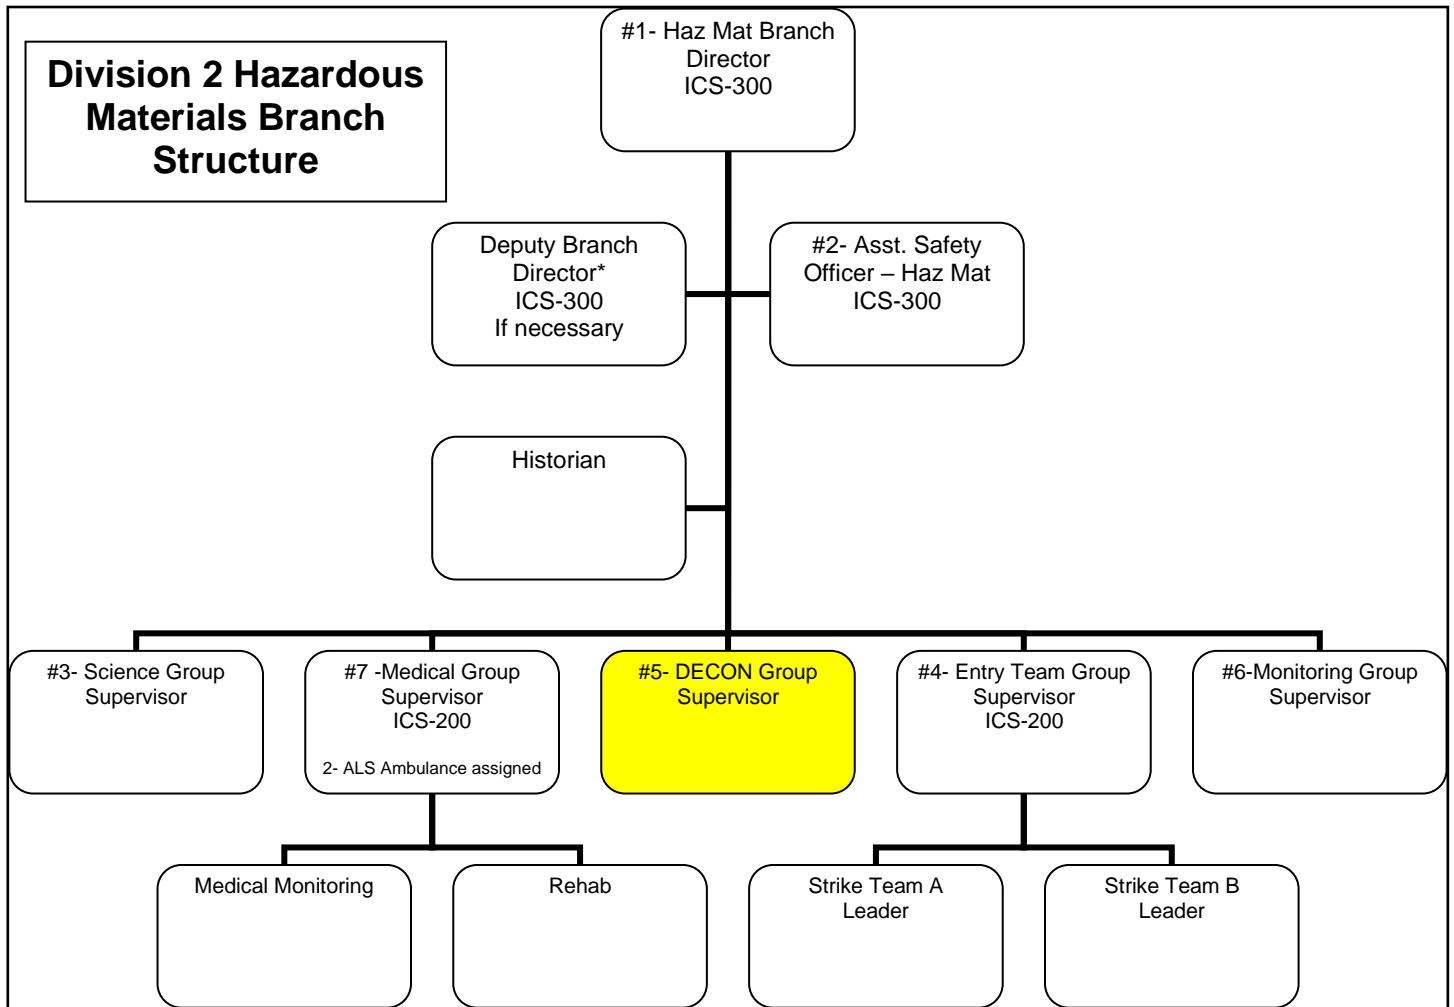 #1- Haz Mat Branch
Director
ICS-300
Division 2 Hazardous
Materials Branch
Structure
Deputy Branch
Director*
ICS-300
If necessary
#2- Asst. Safety
Officer – Haz Mat
ICS-300
Historian
#3- Science Group
Supervisor
#7 -Medical Group
Supervisor
ICS-200
2- ALS Ambulance assigned
#5- DECON Group
Supervisor
#4- Entry Team Group
Supervisor
ICS-200
#6-Monitoring Group
Supervisor
Medical Monitoring
Rehab
Strike Team A
Leader
Strike Team B
Leader